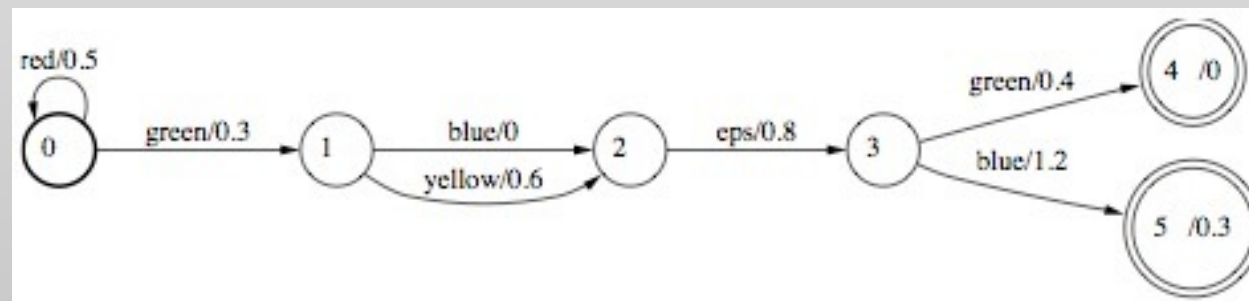 red/0.5
0
green/0.3
1
blue/0
yellow/0.6
2
eps/0.8
3
green/0.4
blue/1.2
4 /0
5 /0.3